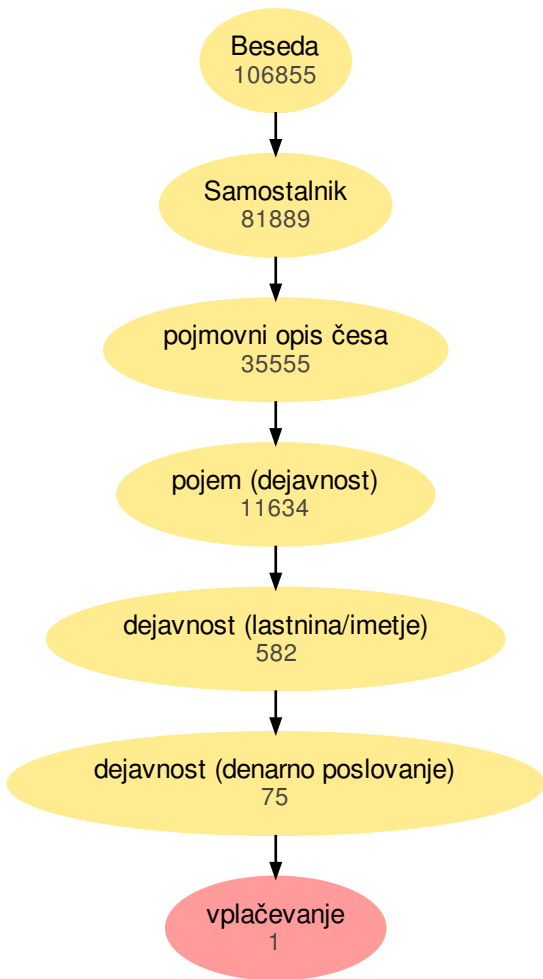 Beseda
106855
Samostalnik
81889
pojmovni opis česa
35555
pojem (dejavnost)
11634
dejavnost (lastnina/imetje)
582
dejavnost (denarno poslovanje)
75
vplačevanje
1